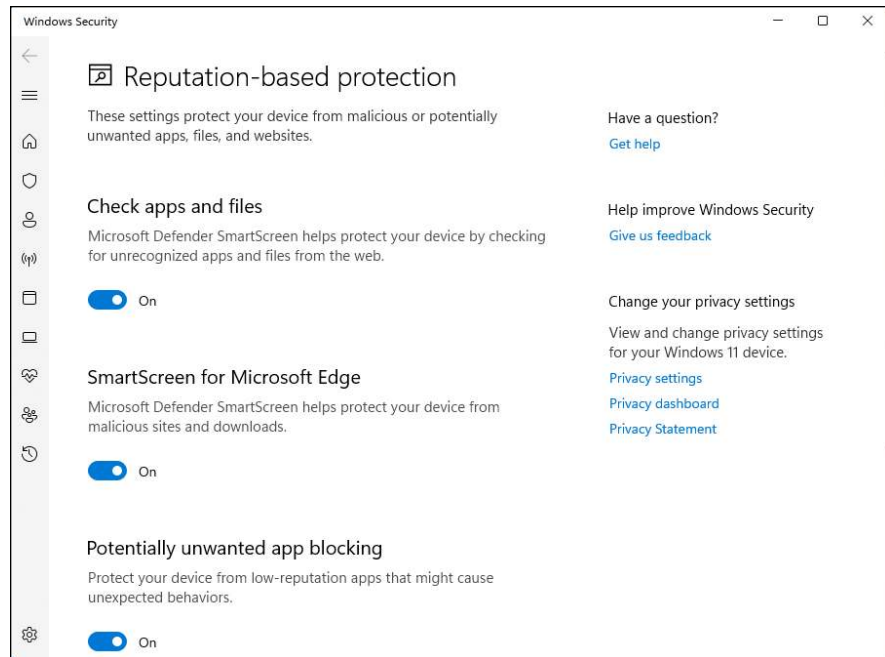 Windows Security
Reputation-based protection
These settings protect your device from malicious or potentially
unwanted apps, files, and websites.
Check apps and files
Microsoft Defender SmartScreen helps protect your device by checking
for unrecognized apps and files from the web.
On
SmartScreen for Microsoft Edge
Microsoft Defender SmartScreen helps protect your device from
malicious sites and downloads.
On
Potentially unwanted app blocking
Protect your device from low-reputation apps that might cause
unexpected behaviors.
On
Have a question?
Get help
Help improve Windows Security
Give us feedback
Change your privacy settings
View and change privacy settings
for your Windows 11 device.
Privacy settings
Privacy dashboard
Privacy Statement